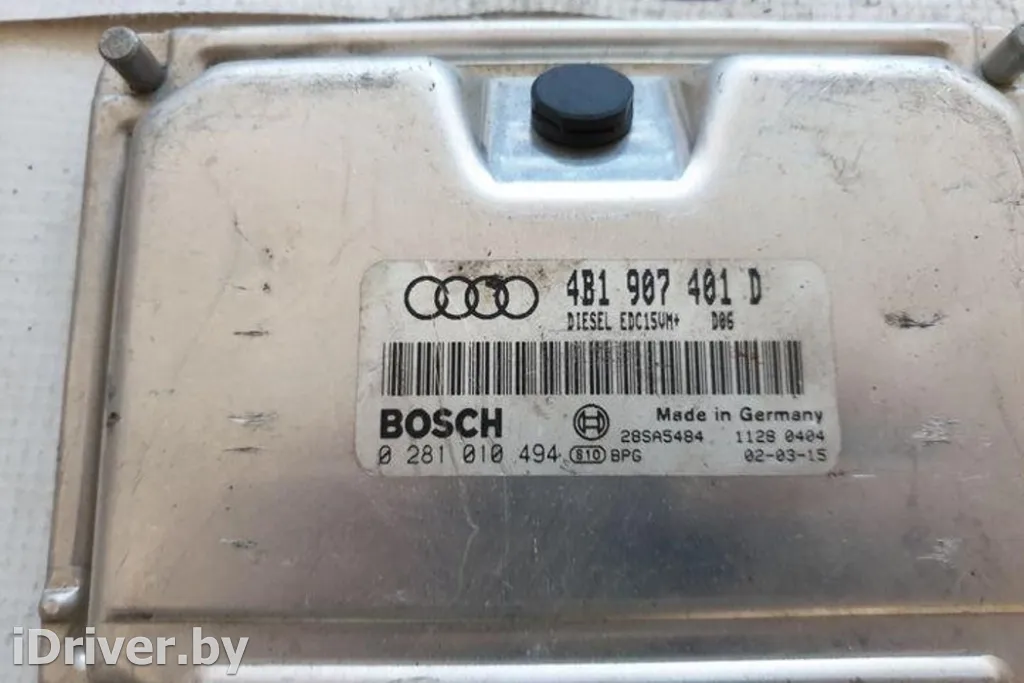 4B1 907 401 D
DIESEL EDC15VM+ D06
BOSCH
Made in Germany
28SA5484 1128 0404
0 281 010 494 S10 BPG 02-03-15
iDriver.by